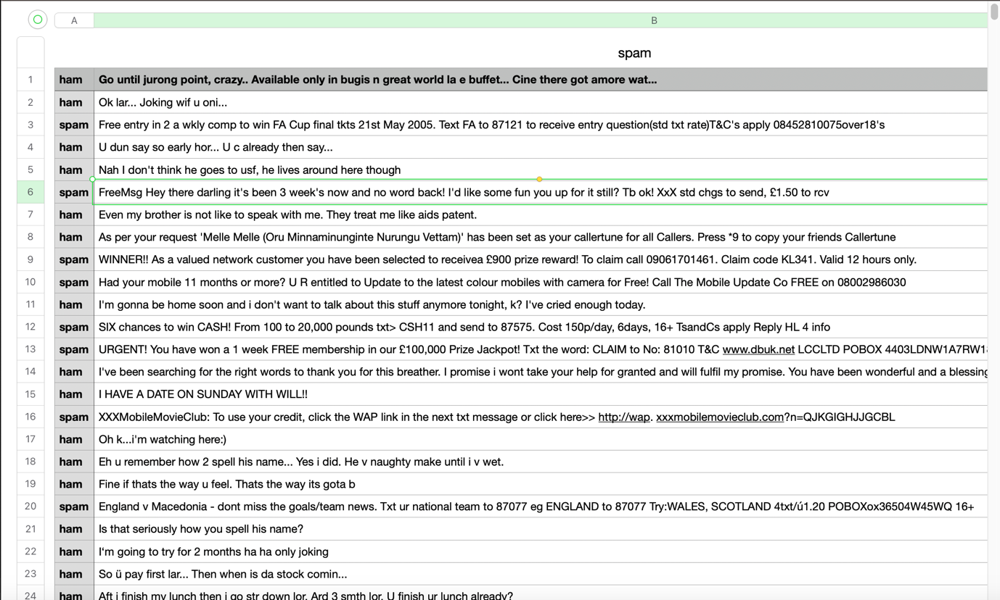 A B
spam
1 ham Go until jurong point, crazy.. Available only in bugis n great world la e buffet... Cine there got amore wat...
2 ham Ok lar... Joking wif u oni...
3 spam Free entry in 2 a wkly comp to win FA Cup final tkts 21st May 2005. Text FA to 87121 to receive entry question(std txt rate)T&C's apply 08452810075over18's
4 ham U dun say so early hor... U c already then say...
5 ham Nah I don't think he goes to usf, he lives around here though
6 spam FreeMsg Hey there darling it's been 3 week's now and no word back! I'd like some fun you up for it still? Tb ok! XxX std chgs to send, £1.50 to rcv
7 ham Even my brother is not like to speak with me. They treat me like aids patent.
8 ham As per your request 'Melle Melle (Oru Minnaminunginte Nurungu Vettam)' has been set as your callertune for all Callers. Press *9 to copy your friends Callertune
9 spam WINNER!! As a valued network customer you have been selected to receivea £900 prize reward! To claim call 09061701461. Claim code KL341. Valid 12 hours only.
10 spam Had your mobile 11 months or more? U R entitled to Update to the latest colour mobiles with camera for Free! Call The Mobile Update Co FREE on 08002986030
11 ham I'm gonna be home soon and i don't want to talk about this stuff anymore tonight, k? I've cried enough today.
12 spam SIX chances to win CASH! From 100 to 20,000 pounds txt> CSH11 and send to 87575. Cost 150p/day, 6days, 16+ TsandCs apply Reply HL 4 info
13 spam URGENT! You have won a 1 week FREE membership in our £100,000 Prize Jackpot! Txt the word: CLAIM to No: 81010 T&C www.dbuk.net LCCLTD POBOX 4403LDNW1A7RW1
14 ham I've been searching for the right words to thank you for this breather. I promise i wont take your help for granted and will fulfil my promise. You have been wonderful and a blessing
15 ham I HAVE A DATE ON SUNDAY WITH WILL!!
16 spam XXXMobileMovieClub: To use your credit, click the WAP link in the next txt message or click here>> http://wap. xxxmobilemovieclub.com?n=QJKGIGHJJGCBL
17 ham Oh k...i'm watching here:)
18 ham Eh u remember how 2 spell his name... Yes i did. He v naughty make until i v wet.
19 ham Fine if thats the way u feel. Thats the way its gota b
20 spam England v Macedonia - dont miss the goals/team news. Txt ur national team to 87077 eg ENGLAND to 87077 Try:WALES, SCOTLAND 4txt/ú1.20 POBOXox36504W45WQ 16+
21 ham Is that seriously how you spell his name?
22 ham I‘m going to try for 2 months ha ha only joking
23 ham So ü pay first lar... Then when is da stock comin...
24 ham Aft i finish my lunch then i go str down lor. Ard 3 smth lor. U finish ur lunch already?